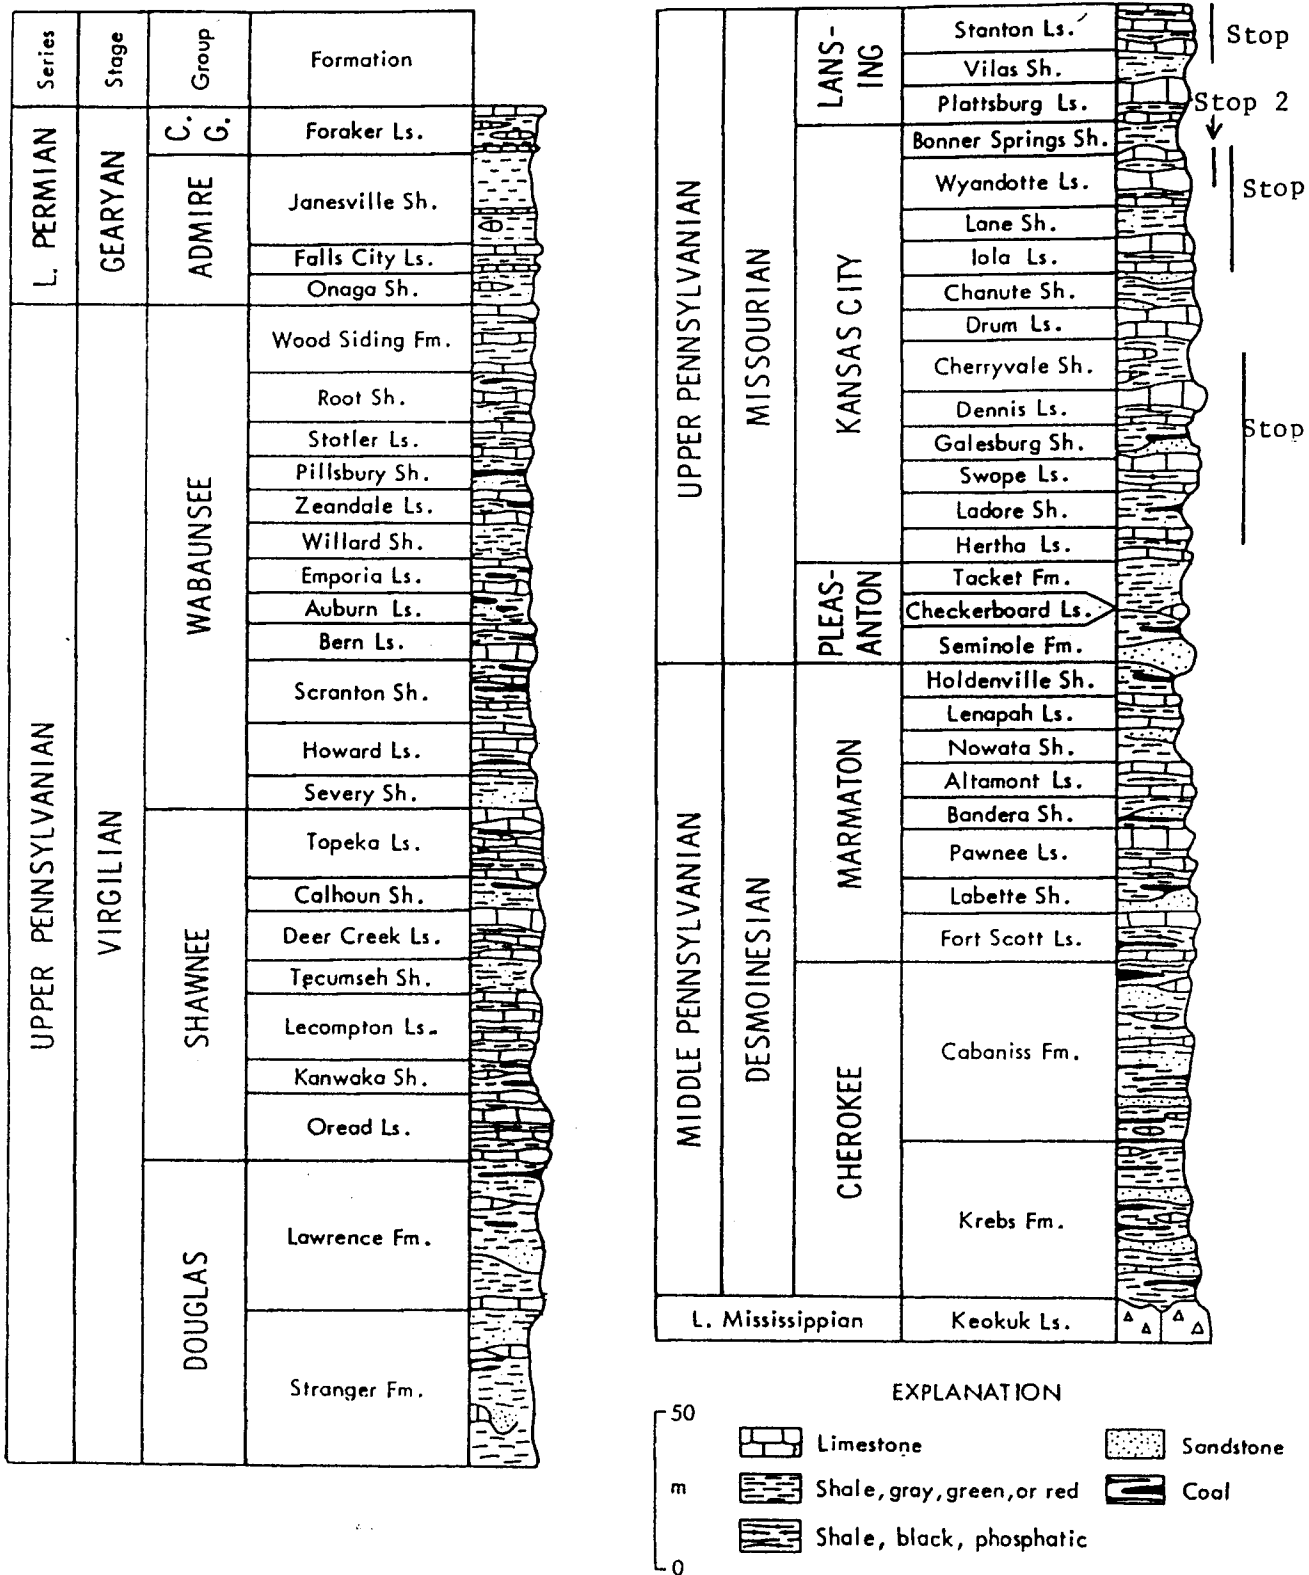 Series
Stage
Group
Formation
L. PERMIAN
GEARYAN
C.
G.
Foraker Ls.
ADMIRE
Janesville Sh.
Falls City Ls.
Onaga Sh.
UPPER PENNSYLVANIAN
VIRGILIAN
WABAUNSEE
Wood Siding Fm.
Root Sh.
Stotler Ls.
Pillsbury Sh.
Zeandale Ls.
Willard Sh.
Emporia Ls.
Auburn Ls.
Bern Ls.
Scranton Sh.
Howard Ls.
Severy Sh.
SHAWNEE
Topeka Ls.
Calhoun Sh.
Deer Creek Ls.
Tecumseh Sh.
Lecompton Ls.
Kanwaka Sh.
Oread Ls.
DOUGLAS
Lawrence Fm.
Stranger Fm.
UPPER PENNSYLVANIAN
MISSOURIAN
LANS-
ING
Stanton Ls.
Stop
Vilas Sh.
Plattsburg Ls.
Stop 2
KANSAS CITY
Bonner Springs Sh.
Wyandotte Ls.
Stop
Lane Sh.
Iola Ls.
Chanute Sh.
Drum Ls.
Cherryvale Sh.
Dennis Ls.
Stop
Galesburg Sh.
Swope Ls.
Ladore Sh.
Hertha Ls.
PLEAS-
ANTON
Tacket Fm.
Checkerboard Ls.
Seminole Fm.
MIDDLE PENNSYLVANIAN
DESMOINESIAN
MARMATON
Holdenville Sh.
Lenapah Ls.
Nowata Sh.
Altamont Ls.
Bandera Sh.
Pawnee Ls.
Labette Sh.
Fort Scott Ls.
CHEROKEE
Cabaniss Fm.
Krebs Fm.
L. Mississippian
Keokuk Ls.
EXPLANATION
50
m
0
Limestone
Sandstone
Shale, gray, green, or red
Coal
Shale, black, phosphatic